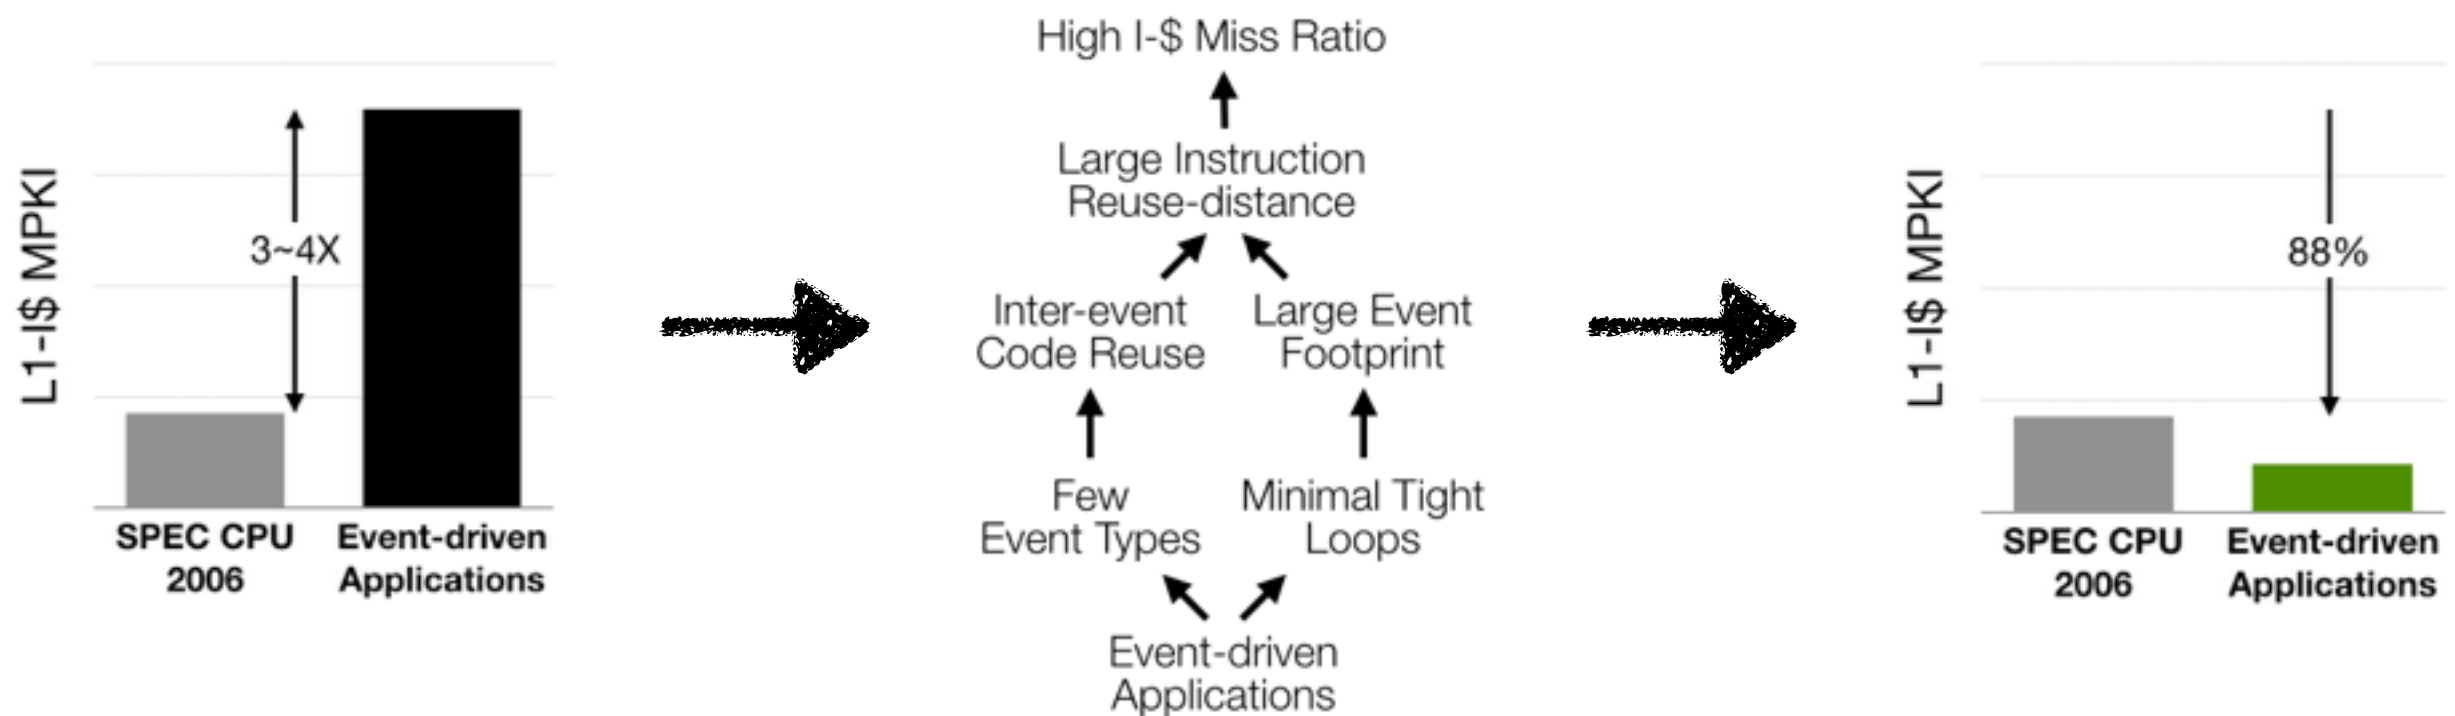 L1-I$ MPKI
3~4X
SPEC CPU
2006
Event-driven
Applications
High I-$ Miss Ratio
Large Instruction
Reuse-distance
Inter-event
Code Reuse
Large Event
Footprint
Few
Event Types
Minimal Tight
Loops
Event-driven
Applications
L1-I$ MPKI
88%
SPEC CPU
2006
Event-driven
Applications